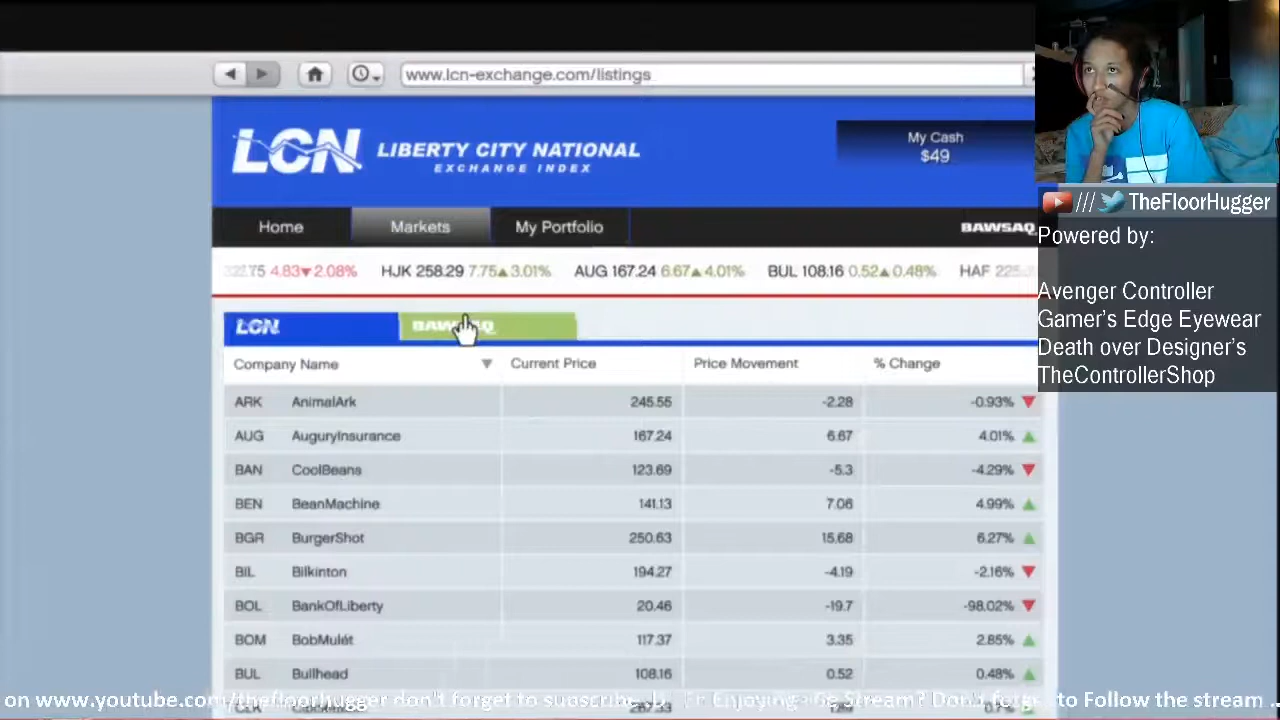 www.lcn-exchange.com/listings
LCN LIBERTY CITY NATIONAL
EXCHANGE INDEX
My Cash
$49
TheFloorHugger
Home Markets My Portfolio BAWSAQ
Powered by:
4.83▼2.08% HJK 258.29 7.75▲3.01% AUG 167.24 6.67▲4.01% BUL 108.16 0.52▲0.48% HAF
Avenger Controller
Gamer's Edge Eyewear
Death over Designer's
TheControllerShop
LCN BAWSAQ
Company Name Current Price Price Movement % Change
ARK AnimalArk 245.55 -2.28 -0.93%
AUG AuguryInsurance 167.24 6.67 4.01%
BAN CoolBeans 123.69 -5.3 -4.29%
BEN BeanMachine 141.13 7.06 4.99%
BGR BurgerShot 250.63 15.68 6.27%
BIL Bilkinton 194.27 -4.19 -2.16%
BOL BankOfLiberty 20.46 -19.7 -98.02%
BOM BobMulét 117.37 3.35 2.85%
BUL Bullhead 108.16 0.52 0.48%
on www.youtube.com/thefloorhugger don't forget to subscribe Enjoying Stream? Don't forget to Follow the stream